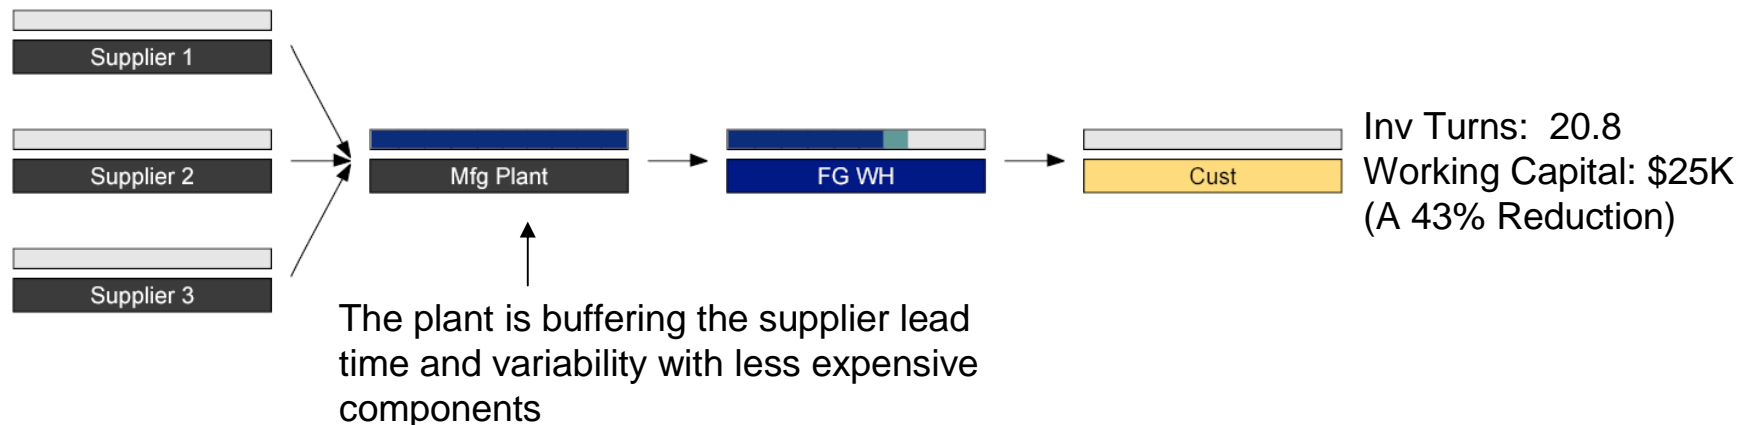 Supplier 1
Supplier 2
Supplier 3
Mfg Plant
FG WH
Cust
Inv Turns: 20.8
Working Capital: $25K
(A 43% Reduction)
The plant is buffering the supplier lead
time and variability with less expensive
components